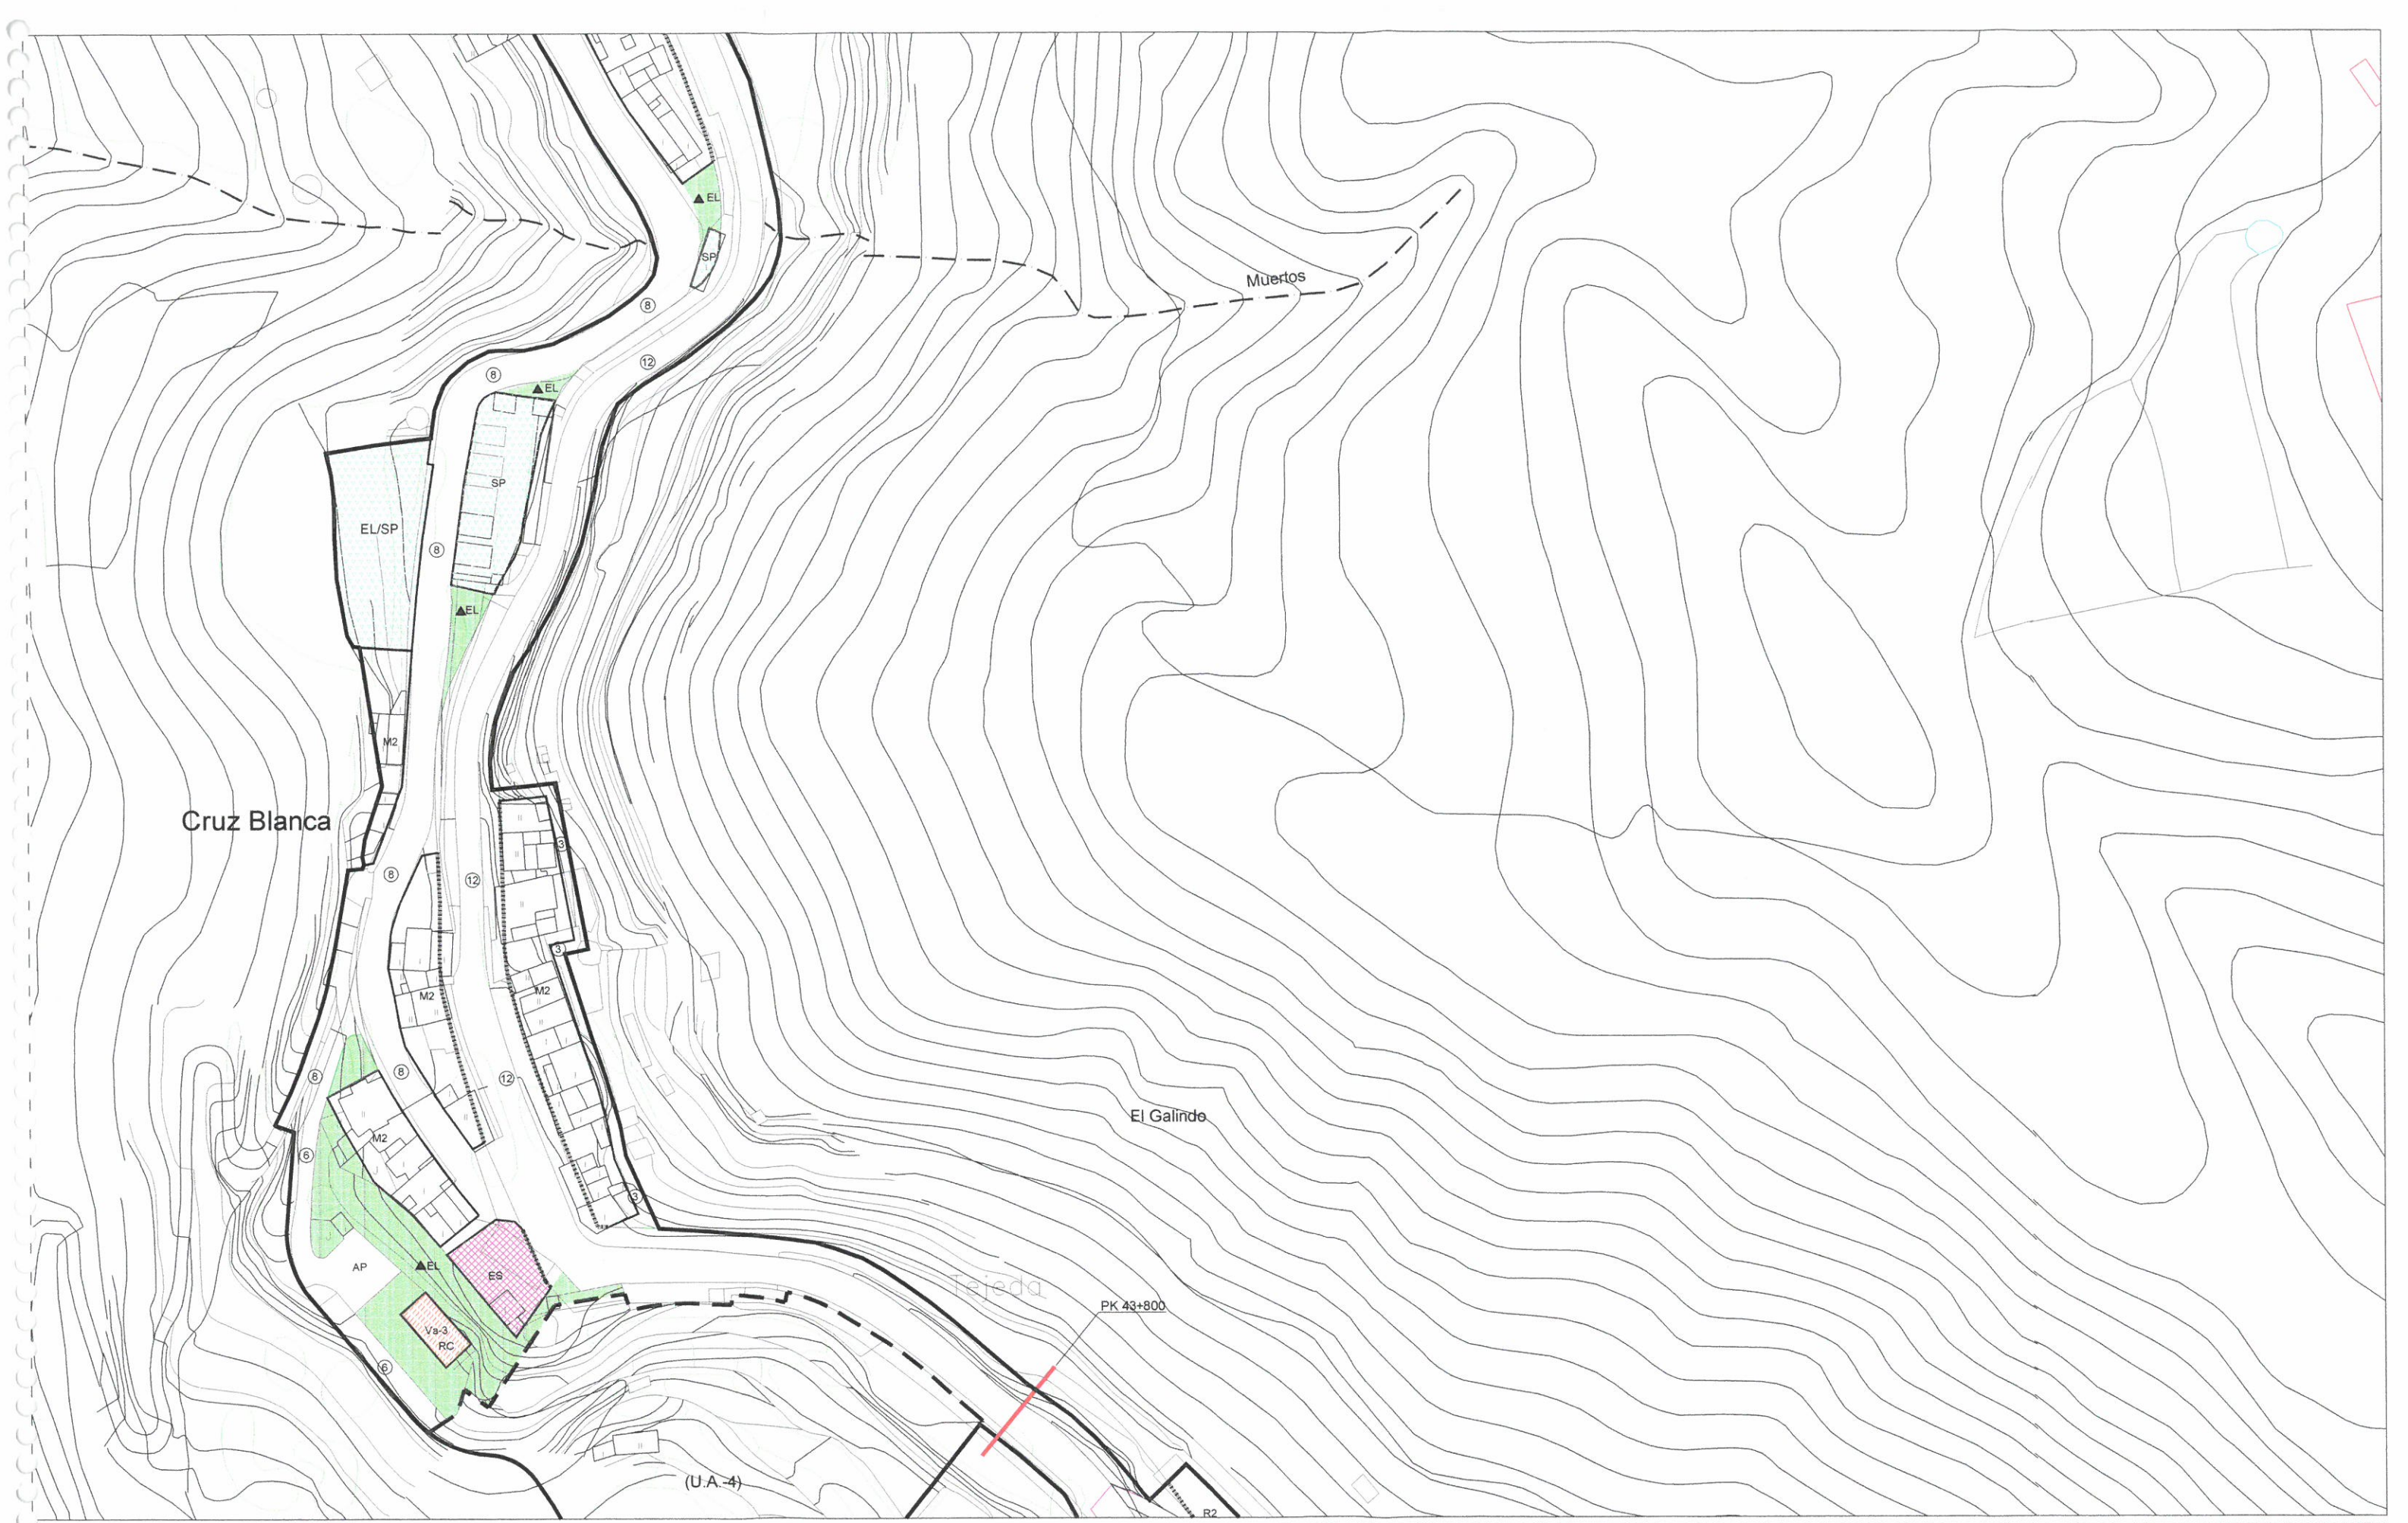 ▲ EL
SP
Muertos
8
12
8
▲ EL
SP
EL/SP
8
▲ EL
M2
Cruz Blanca
3
8
12
3
M2
M2
8
8
12
El Galindo
M2
6
3
AP
▲ EL
ES
Tejeda
PK 43+800
Va-3
RC
6
(U.A.-4)
R2